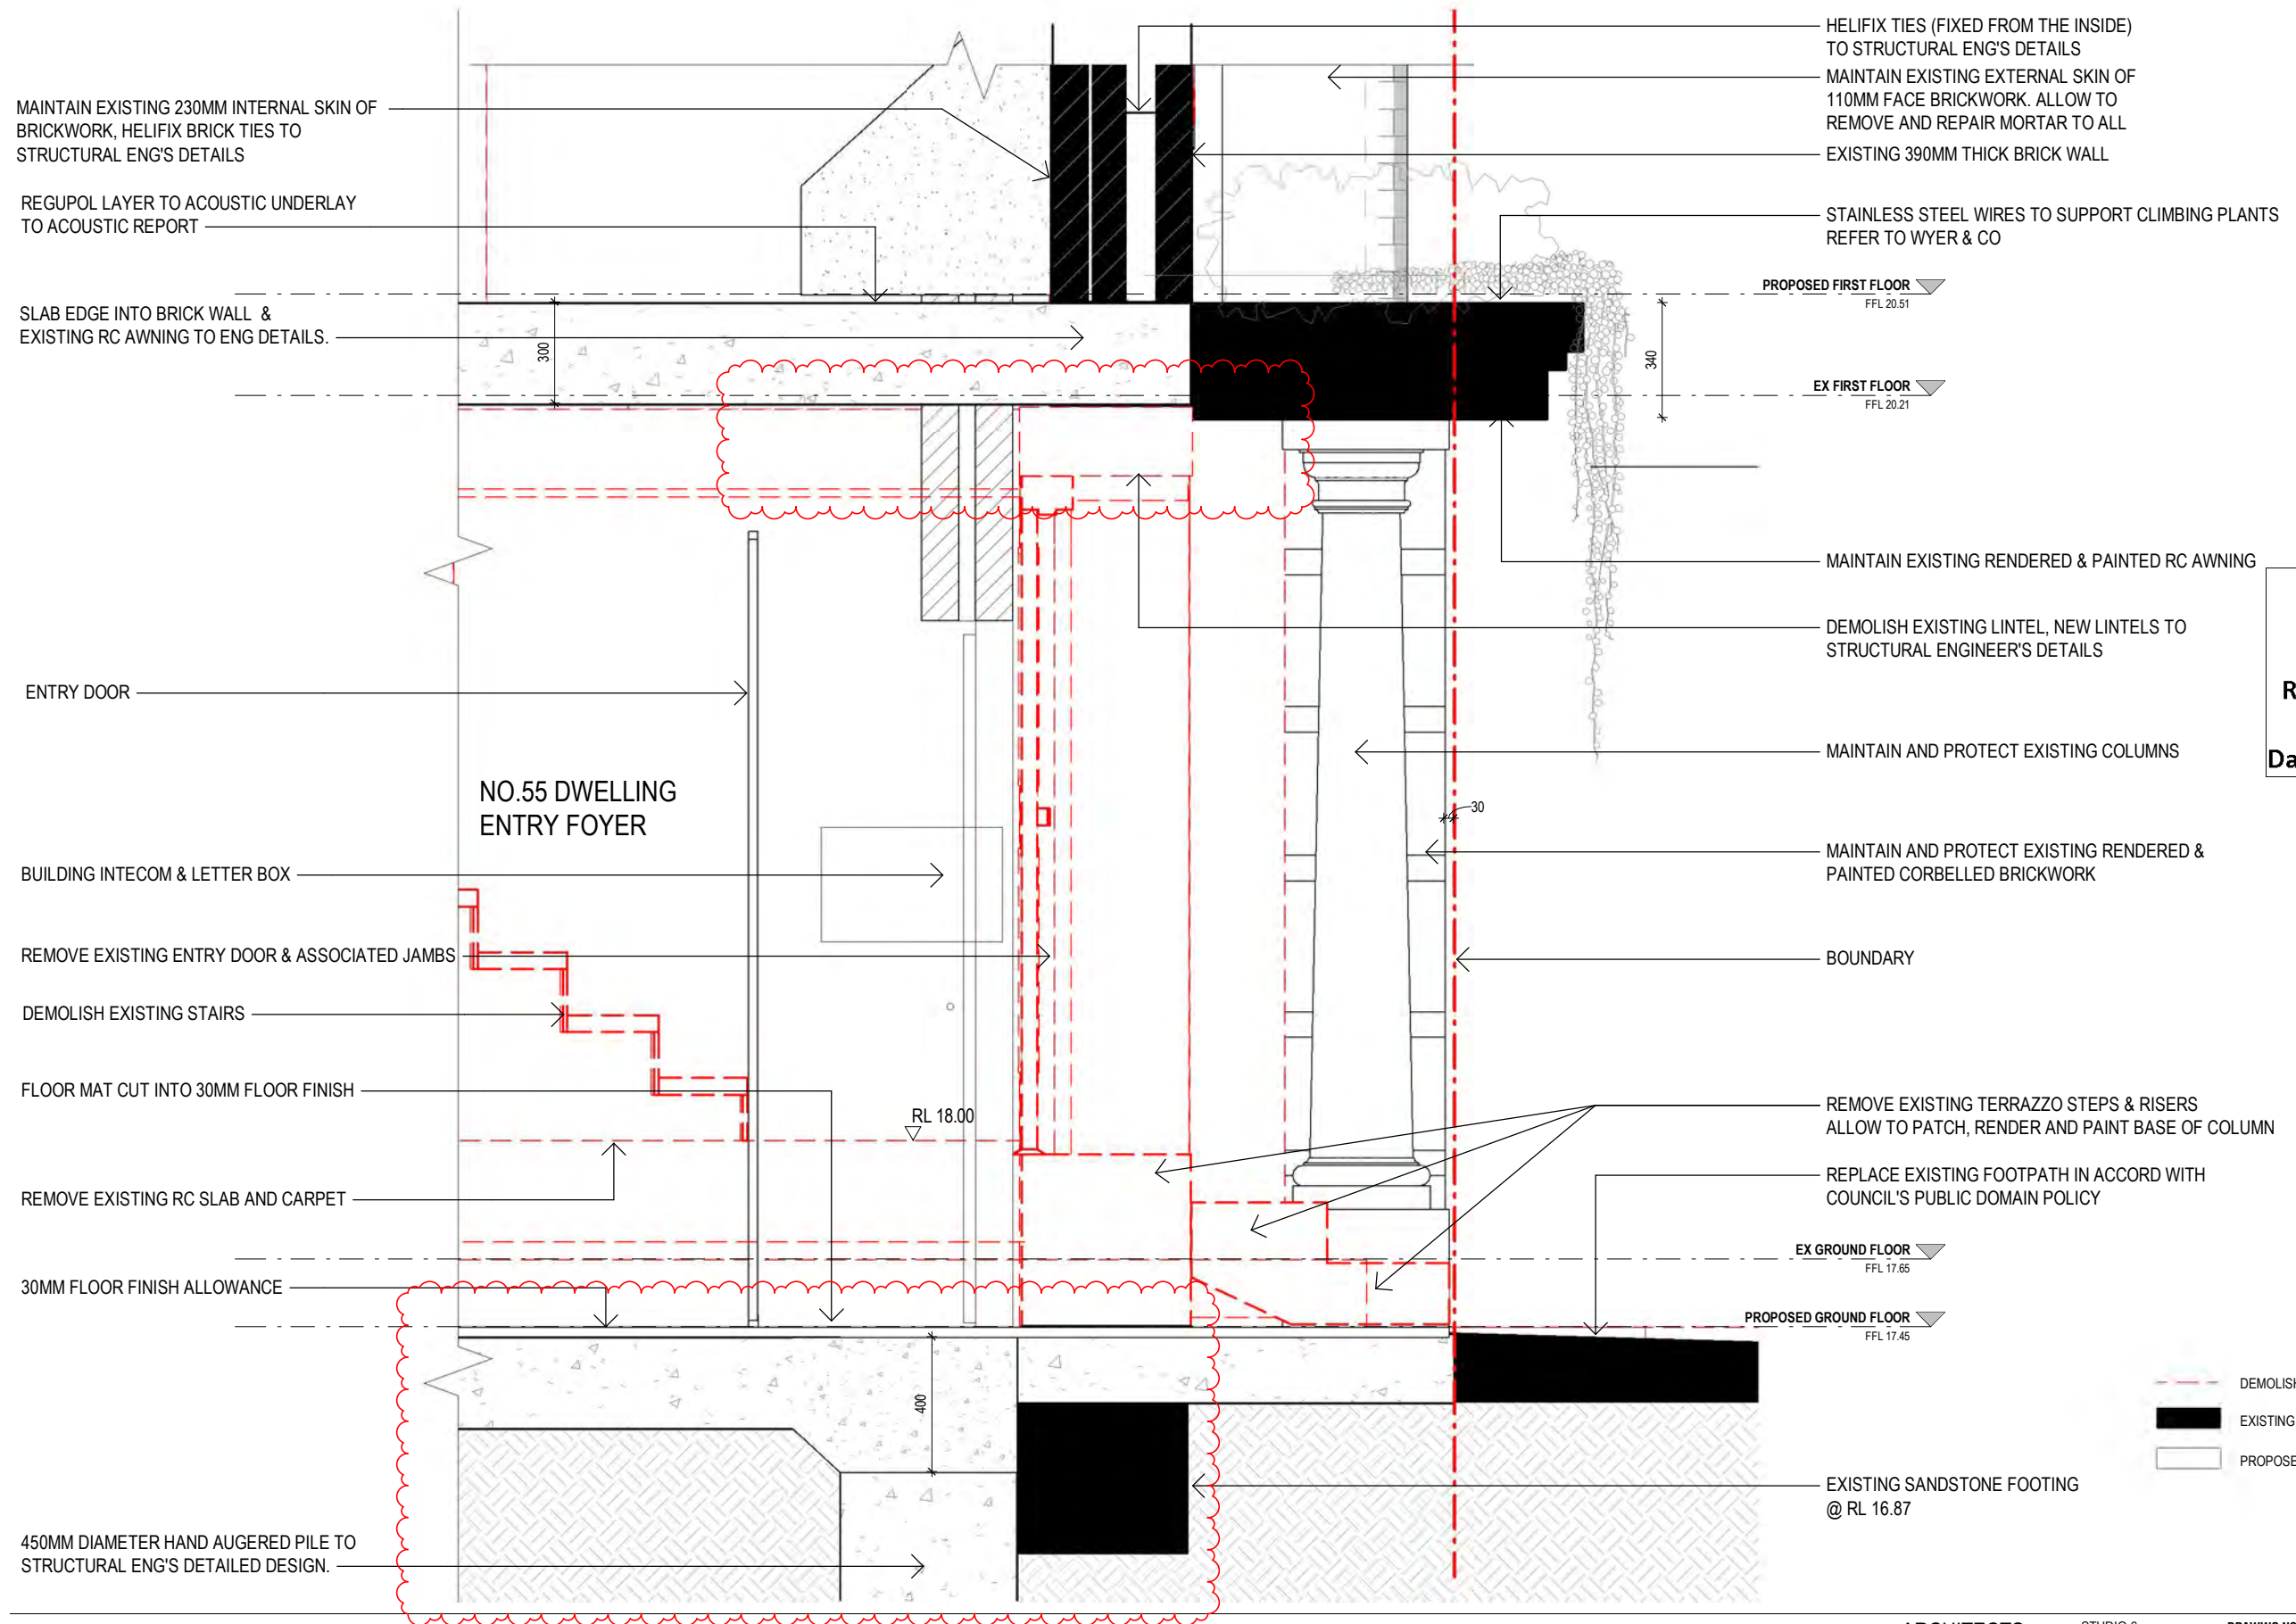 HELIFIX TIES (FIXED FROM THE INSIDE)
TO STRUCTURAL ENG'S DETAILS
MAINTAIN EXISTING EXTERNAL SKIN OF
110MM FACE BRICKWORK. ALLOW TO
REMOVE AND REPAIR MORTAR TO ALL
EXISTING 390MM THICK BRICK WALL
STAINLESS STEEL WIRES TO SUPPORT CLIMBING PLANTS
REFER TO WYER & CO
PROPOSED FIRST FLOOR
FFL 20.51
EX FIRST FLOOR
FFL 20.21
MAINTAIN EXISTING RENDERED & PAINTED RC AWNING
DEMOLISH EXISTING LINTEL, NEW LINTELS TO
STRUCTURAL ENGINEER'S DETAILS
MAINTAIN AND PROTECT EXISTING COLUMNS
MAINTAIN AND PROTECT EXISTING RENDERED &
PAINTED CORBELLED BRICKWORK
BOUNDARY
REMOVE EXISTING TERRAZZO STEPS & RISERS
ALLOW TO PATCH, RENDER AND PAINT BASE OF COLUMN
REPLACE EXISTING FOOTPATH IN ACCORD WITH
COUNCIL'S PUBLIC DOMAIN POLICY
EX GROUND FLOOR
FFL 17.65
PROPOSED GROUND FLOOR
FFL 17.45
EXISTING SANDSTONE FOOTING
@ RL 16.87
MAINTAIN EXISTING 230MM INTERNAL SKIN OF
BRICKWORK, HELIFIX BRICK TIES TO
STRUCTURAL ENG'S DETAILS
REGUPOL LAYER TO ACOUSTIC UNDERLAY
TO ACOUSTIC REPORT
SLAB EDGE INTO BRICK WALL &
EXISTING RC AWNING TO ENG DETAILS.
ENTRY DOOR
NO.55 DWELLING
ENTRY FOYER
BUILDING INTECOM & LETTER BOX
REMOVE EXISTING ENTRY DOOR & ASSOCIATED JAMBS
DEMOLISH EXISTING STAIRS
FLOOR MAT CUT INTO 30MM FLOOR FINISH
REMOVE EXISTING RC SLAB AND CARPET
30MM FLOOR FINISH ALLOWANCE
450MM DIAMETER HAND AUGERED PILE TO
STRUCTURAL ENG'S DETAILED DESIGN.
300
340
30
RL 18.00
400
R
Da
DEMOLISH
EXISTING
PROPOSE